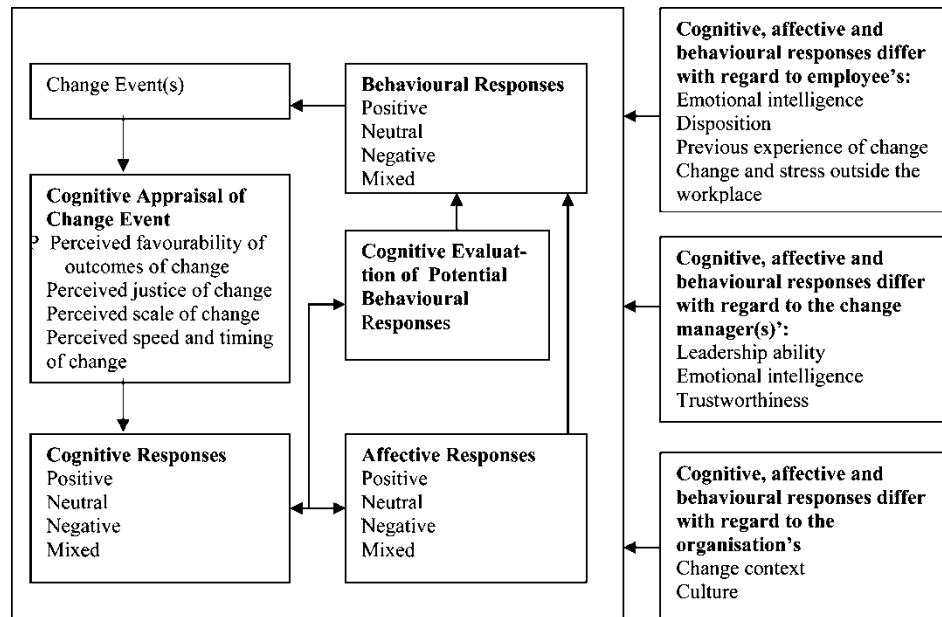 Change Event(s)
Cognitive Appraisal of
Change Event
P Perceived favourability of
outcomes of change
Perceived justice of change
Perceived scale of change
Perceived speed and timing
of change
Cognitive Responses
Positive
Neutral
Negative
Mixed
Behavioural Responses
Positive
Neutral
Negative
Mixed
Cognitive Evaluat-
tion of Potential
Behavioural
Responses
Affective Responses
Positive
Neutral
Negative
Mixed
Cognitive, affective and
behavioural responses differ
with regard to employee's:
Emotional intelligence
Disposition
Previous experience of change
Change and stress outside the
workplace
Cognitive, affective and
behavioural responses differ
with regard to the change
manager(s)':
Leadership ability
Emotional intelligence
Trustworthiness
Cognitive, affective and
behavioural responses differ
with regard to the
organisation's
Change context
Culture